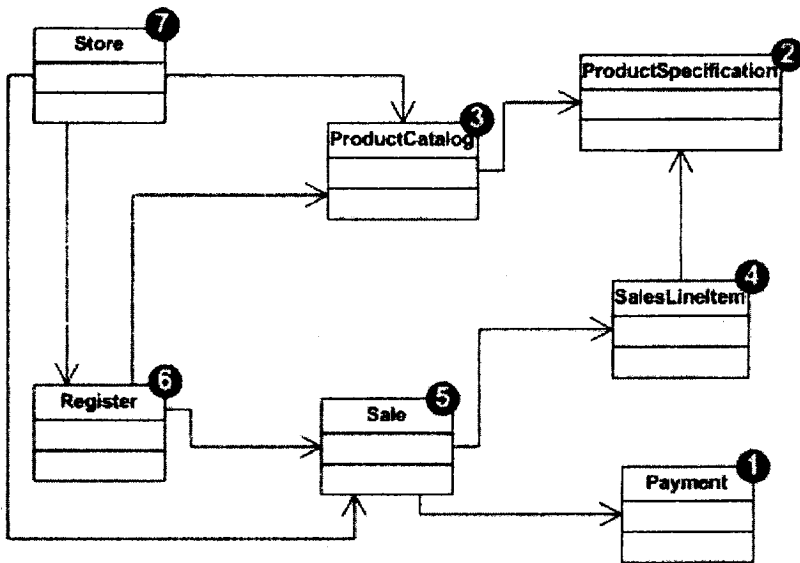 7
Store
2
ProductSpecification
3
ProductCatalog
4
SalesLineItem
6
Register
5
Sale
1
Payment